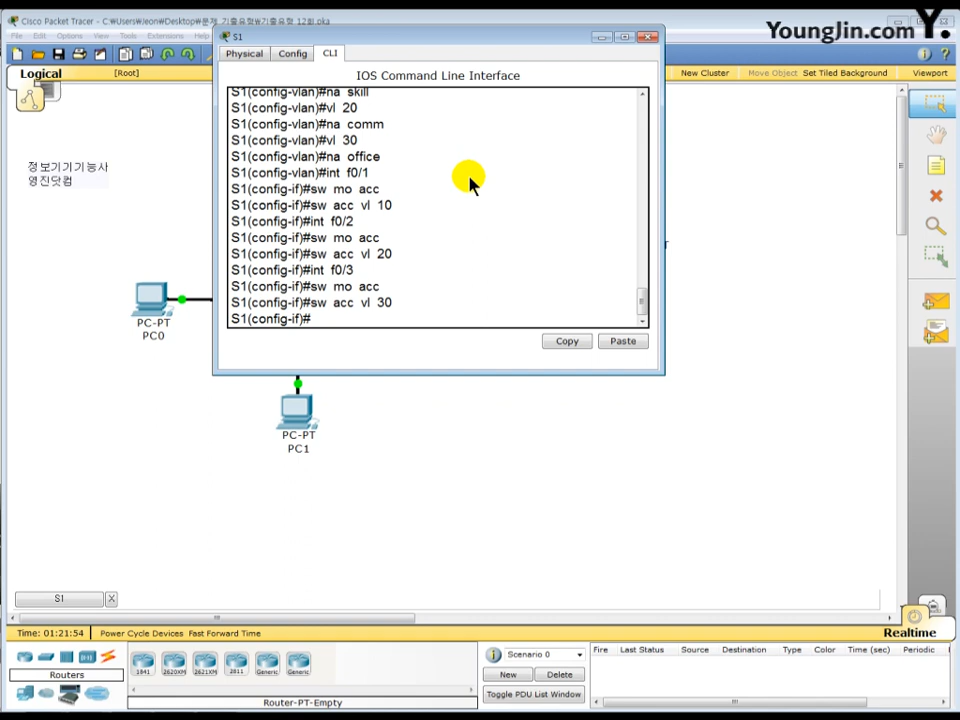 Cisco Packet Tracer - C:\Users\Jeon\Desktop\문제_기출유형\기출유형_12회.pka
YoungJin.com Y.
File Edit Options View Tools Extensions Help
S1
Physical Config CLI
Logical [Root] New Cluster Move Object Set Tiled Background Viewport
IOS Command Line Interface
S1(config-vlan)#na skill
S1(config-vlan)#vl 20
S1(config-vlan)#na comm
S1(config-vlan)#vl 30
S1(config-vlan)#na office
S1(config-vlan)#int f0/1
S1(config-if)#sw mo acc
S1(config-if)#sw acc vl 10
S1(config-if)#int f0/2
S1(config-if)#sw mo acc
S1(config-if)#sw acc vl 20
S1(config-if)#int f0/3
S1(config-if)#sw mo acc
S1(config-if)#sw acc vl 30
S1(config-if)#
Copy Paste
정보기기기능사
영진닷컴
PC-PT
PC0
PC-PT
PC1
S1 X
Time: 01:21:54 Power Cycle Devices Fast Forward Time Realtime
Routers
1841 2620XM 2621XM 2811 Generic Generic
Router-PT-Empty
Scenario 0
New Delete
Toggle PDU List Window
Fire Last Status Source Destination Type Color Time (sec) Periodic